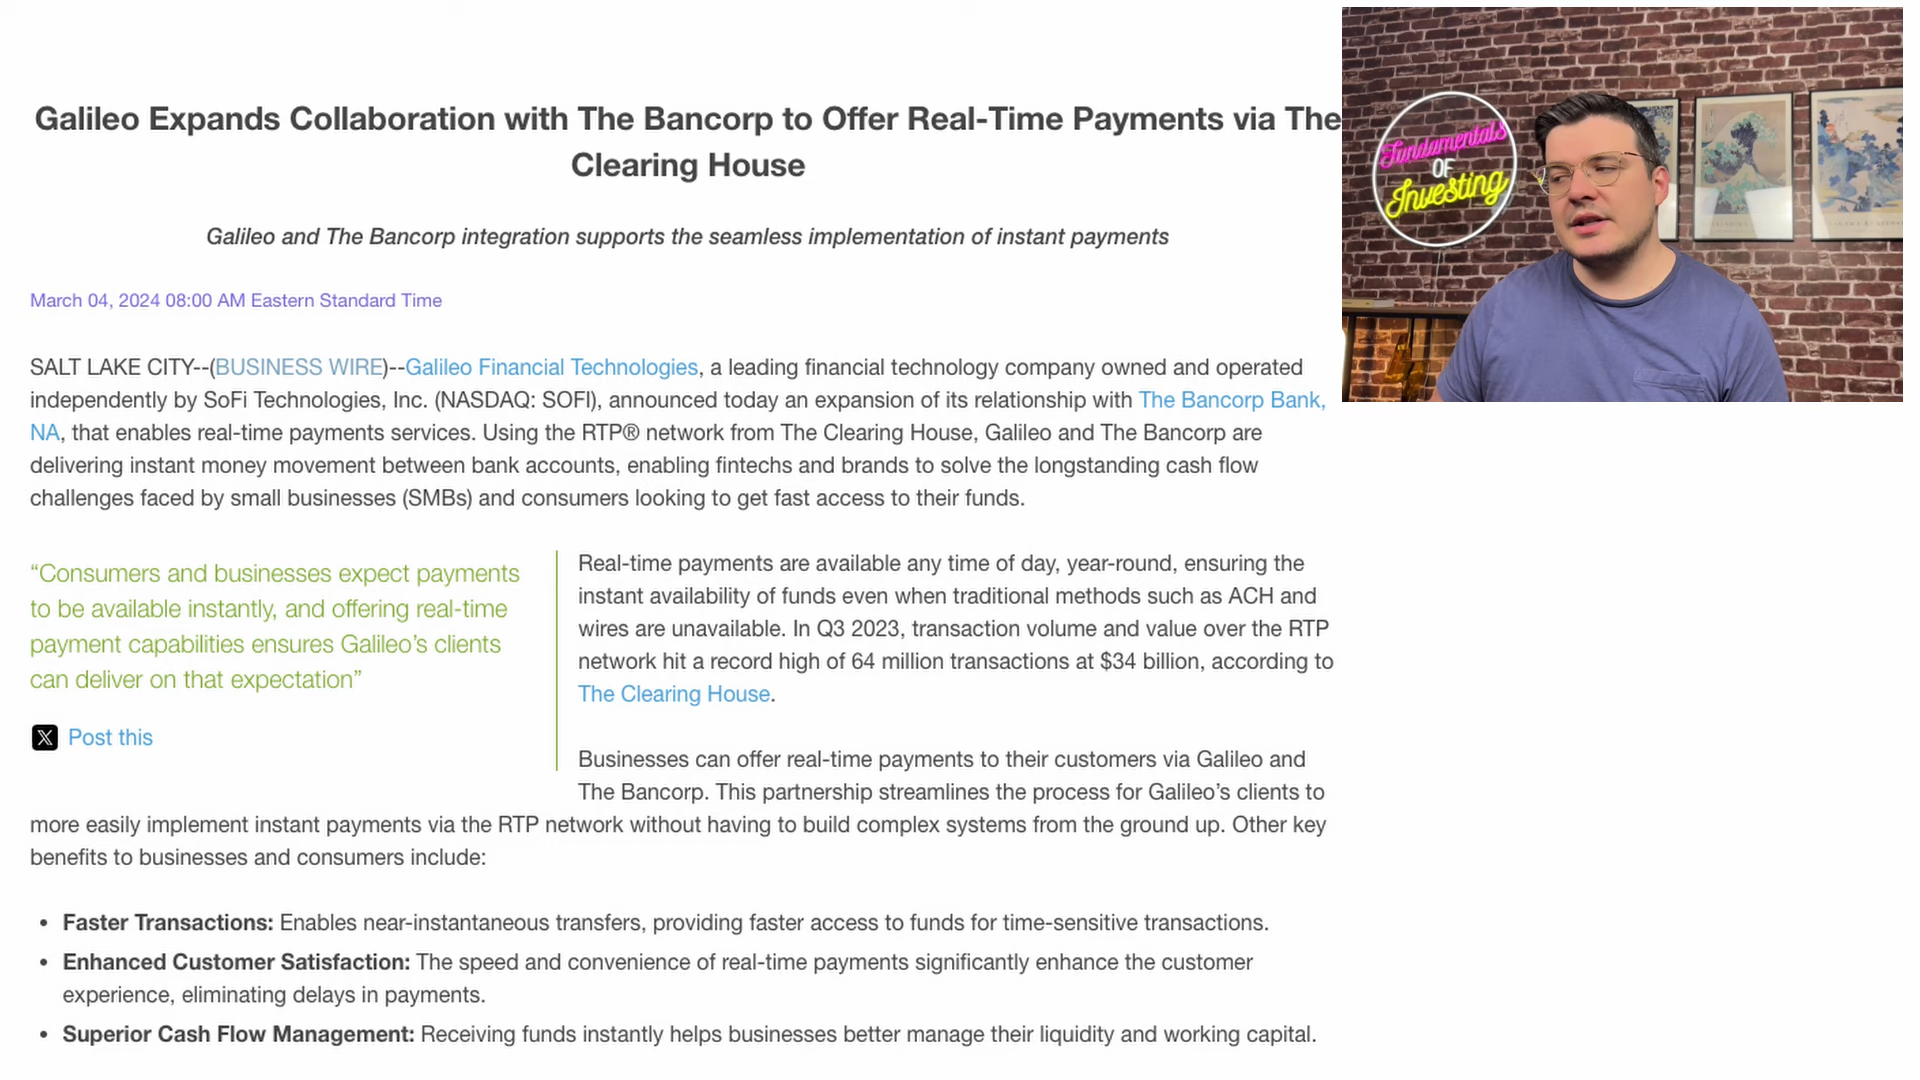 Galileo Expands Collaboration with The Bancorp to Offer Real-Time Payments via The
Clearing House
Galileo and The Bancorp integration supports the seamless implementation of instant payments
March 04, 2024 08:00 AM Eastern Standard Time
SALT LAKE CITY--(BUSINESS WIRE)--Galileo Financial Technologies, a leading financial technology company owned and operated
independently by SoFi Technologies, Inc. (NASDAQ: SOFI), announced today an expansion of its relationship with The Bancorp Bank,
NA, that enables real-time payments services. Using the RTP® network from The Clearing House, Galileo and The Bancorp are
delivering instant money movement between bank accounts, enabling fintechs and brands to solve the longstanding cash flow
challenges faced by small businesses (SMBs) and consumers looking to get fast access to their funds.
“Consumers and businesses expect payments
to be available instantly, and offering real-time
payment capabilities ensures Galileo’s clients
can deliver on that expectation”
Post this
Real-time payments are available any time of day, year-round, ensuring the
instant availability of funds even when traditional methods such as ACH and
wires are unavailable. In Q3 2023, transaction volume and value over the RTP
network hit a record high of 64 million transactions at $34 billion, according to
The Clearing House.
Businesses can offer real-time payments to their customers via Galileo and
The Bancorp. This partnership streamlines the process for Galileo’s clients to
more easily implement instant payments via the RTP network without having to build complex systems from the ground up. Other key
benefits to businesses and consumers include:
• Faster Transactions: Enables near-instantaneous transfers, providing faster access to funds for time-sensitive transactions.
• Enhanced Customer Satisfaction: The speed and convenience of real-time payments significantly enhance the customer
experience, eliminating delays in payments.
• Superior Cash Flow Management: Receiving funds instantly helps businesses better manage their liquidity and working capital.
Fundamentals
OF
Investing